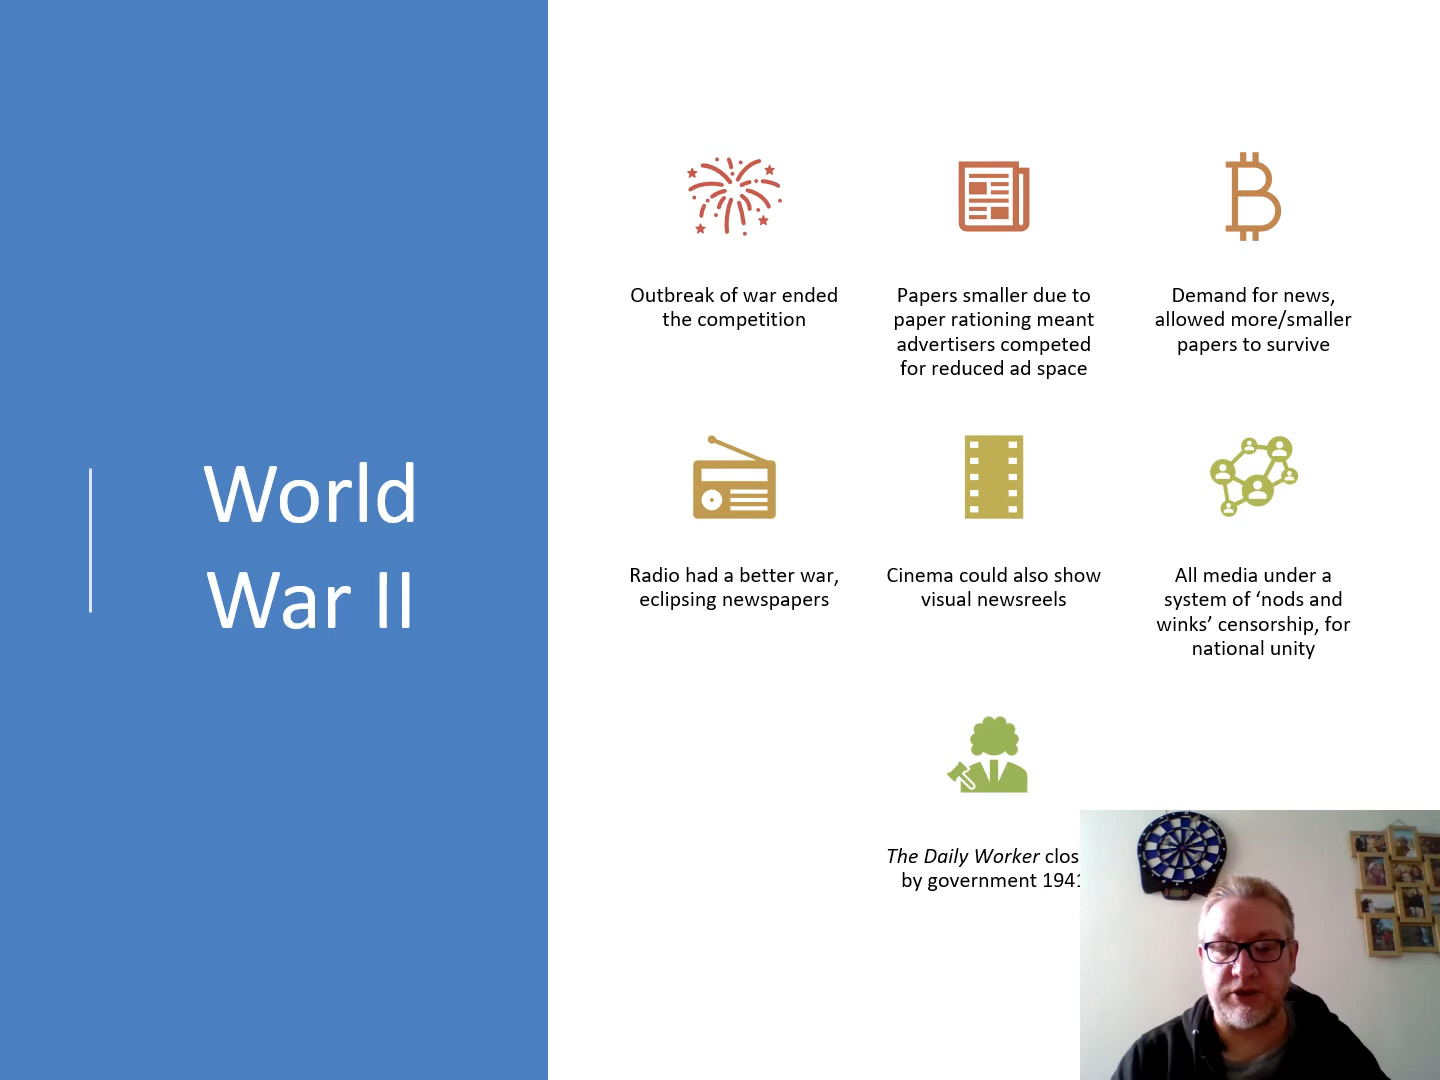 World
War II
Outbreak of war ended
the competition
Papers smaller due to
paper rationing meant
advertisers competed
for reduced ad space
Demand for news,
allowed more/smaller
papers to survive
Radio had a better war,
eclipsing newspapers
Cinema could also show
visual newsreels
All media under a
system of ‘nods and
winks’ censorship, for
national unity
The Daily Worker clos
by government 1941